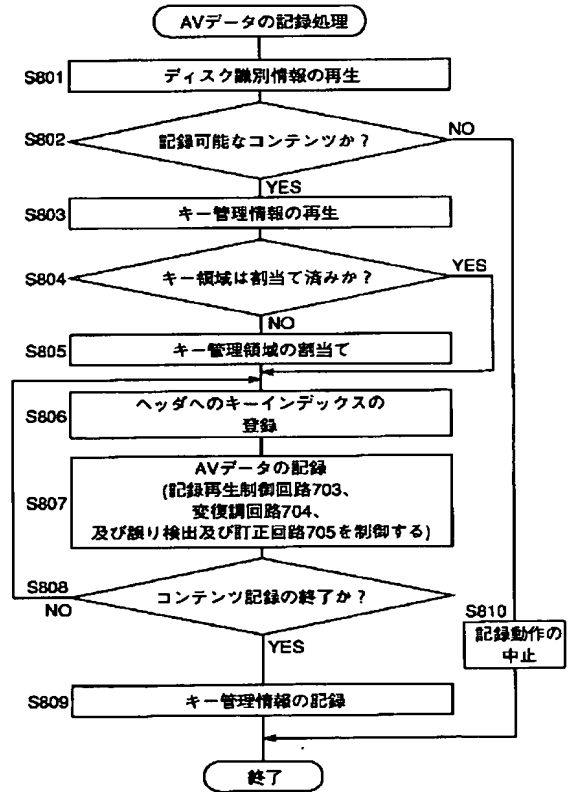 AVデータの記録処理
S801
ディスク識別情報の再生
S802
記録可能なコンテンツか？
NO
YES
S803
キー管理情報の再生
S804
キー領域は割当て済みか？
YES
NO
S805
キー管理領域の割当て
S806
ヘッダへのキーインデックスの
登録
S807
AVデータの記録
(記録再生制御回路703、
変復調回路704、
及び誤り検出及び訂正回路705を制御する)
S808
コンテンツ記録の終了か？
NO
YES
S810
記録動作の
中止
S809
キー管理情報の記録
終了